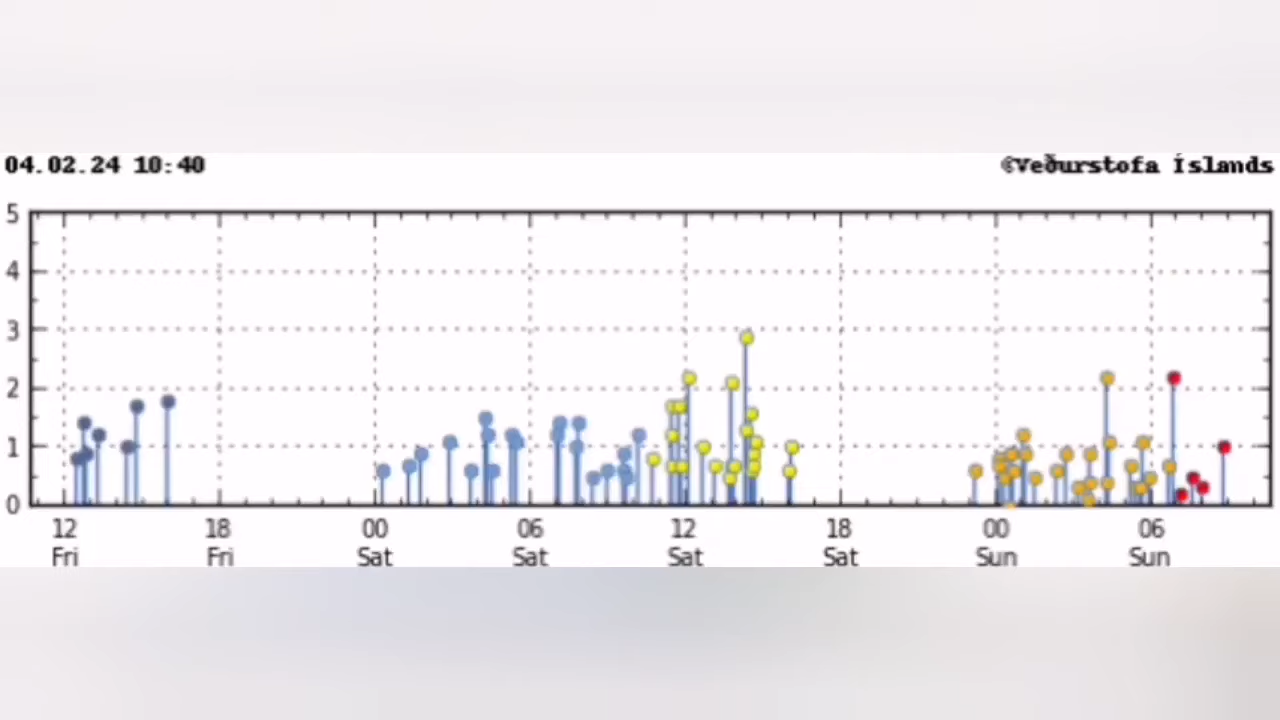 04.02.24 10:40 ©Veðurstofa Íslands
5
4
3
2
1
0
12 18 00 06 12 18 00 06
Fri Fri Sat Sat Sat Sat Sun Sun